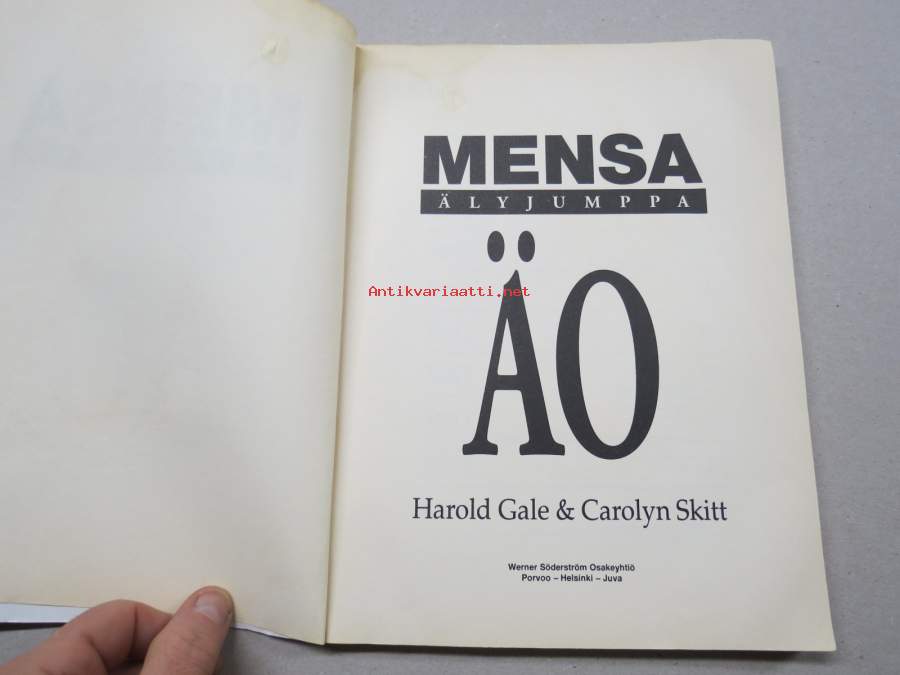 MENSA
ÄLYJUMPPA
ÄO
Antikvariaatti.net
Harold Gale & Carolyn Skitt
Werner Söderström Osakeyhtiö
Porvoo – Helsinki – Juva